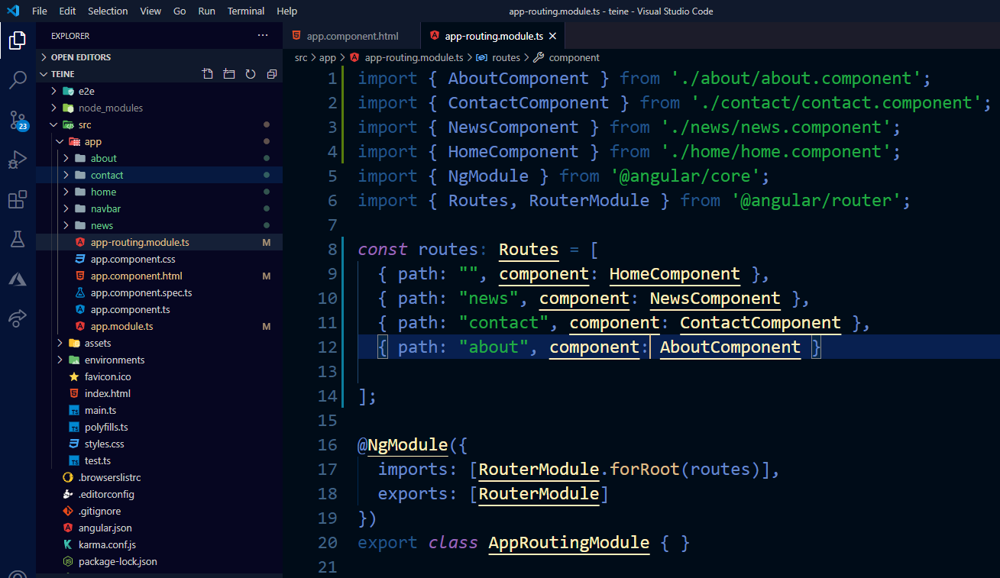 File Edit Selection View Go Run Terminal Help
app-routing.module.ts - teine - Visual Studio Code
EXPLORER
OPEN EDITORS
TEINE
e2e
node_modules
src
app
about
contact
home
navbar
news
app-routing.module.ts M
app.component.css
app.component.html M
app.component.spec.ts
app.component.ts
app.module.ts M
assets
environments
favicon.ico
index.html
main.ts
polyfills.ts
styles.css
test.ts
.browserslistrc
.editorconfig
.gitignore
angular.json
karma.conf.js
package-lock.json
23
app.component.html app-routing.module.ts
src > app > app-routing.module.ts > routes > component
1 import { AboutComponent } from './about/about.component';
2 import { ContactComponent } from './contact/contact.component';
3 import { NewsComponent } from './news/news.component';
4 import { HomeComponent } from './home/home.component';
5 import { NgModule } from '@angular/core';
6 import { Routes, RouterModule } from '@angular/router';
7
8 const routes: Routes = [
9 { path: "", component: HomeComponent },
10 { path: "news", component: NewsComponent },
11 { path: "contact", component: ContactComponent },
12 { path: "about", component: AboutComponent }
13
14 ];
15
16 @NgModule({
17 imports: [RouterModule.forRoot(routes)],
18 exports: [RouterModule]
19 })
20 export class AppRoutingModule { }
21